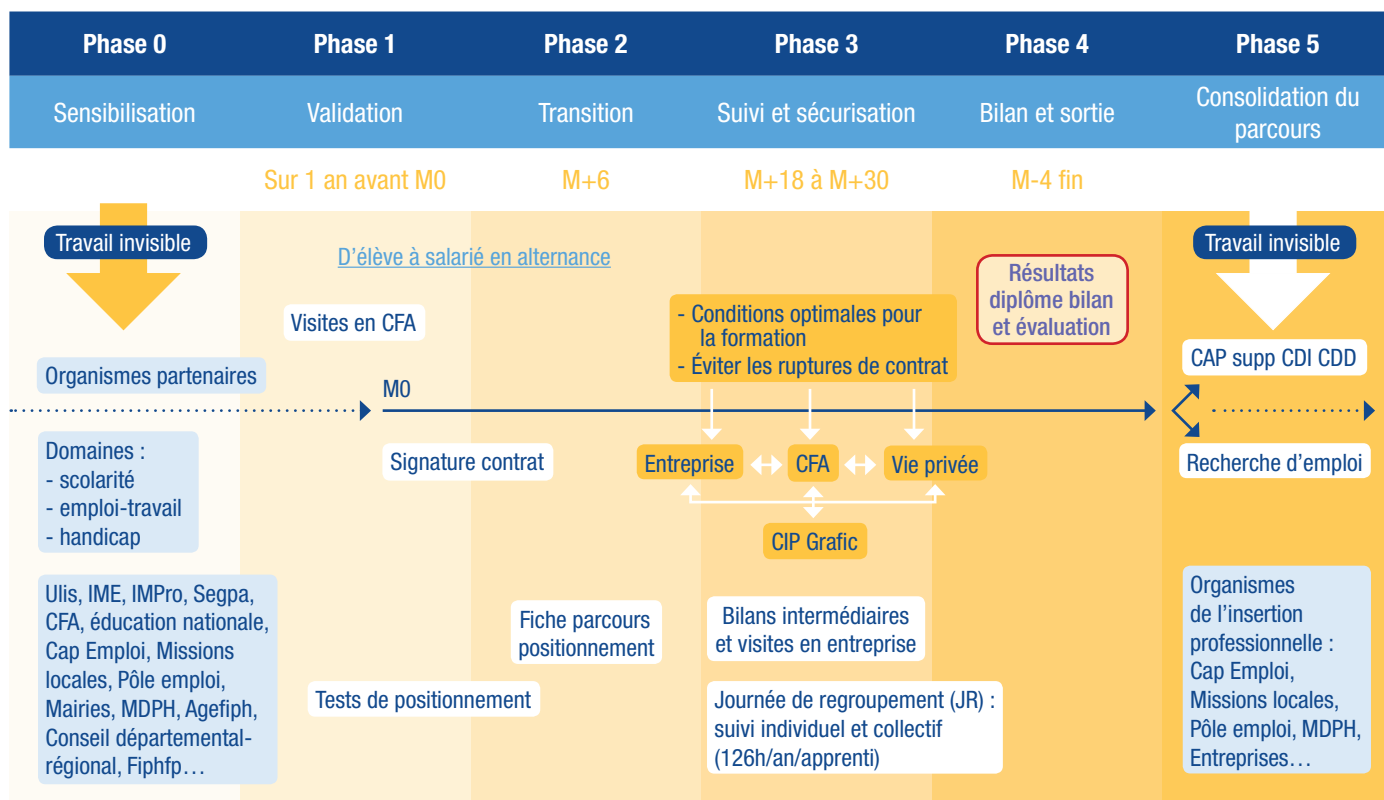 Phase 0
Phase 1
Phase 2
Phase 3
Phase 4
Phase 5
Sensibilisation
Validation
Transition
Suivi et sécurisation
Bilan et sortie
Consolidation du
parcours
Sur 1 an avant M0
M+6
M+18 à M+30
M-4 fin
Travail invisible
D’élève à salarié en alternance
Travail invisible
Résultats
diplôme bilan
et évaluation
Visites en CFA
- Conditions optimales pour
la formation
- Éviter les ruptures de contrat
CAP supp CDI CDD
Organismes partenaires
M0
Domaines :
- scolarité
- emploi-travail
- handicap
Signature contrat
Entreprise
CFA
Vie privée
Recherche d’emploi
CIP Grafic
Ulis, IME, IMPro, Segpa,
CFA, éducation nationale,
Cap Emploi, Missions
locales, Pôle emploi,
Mairies, MDPH, Agefiph,
Conseil départemental-
régional, Fiphfp…
Tests de positionnement
Fiche parcours
positionnement
Bilans intermédiaires
et visites en entreprise
Journée de regroupement (JR) :
suivi individuel et collectif
(126h/an/apprenti)
Organismes
de l’insertion
professionnelle :
Cap Emploi,
Missions locales,
Pôle emploi, MDPH,
Entreprises…